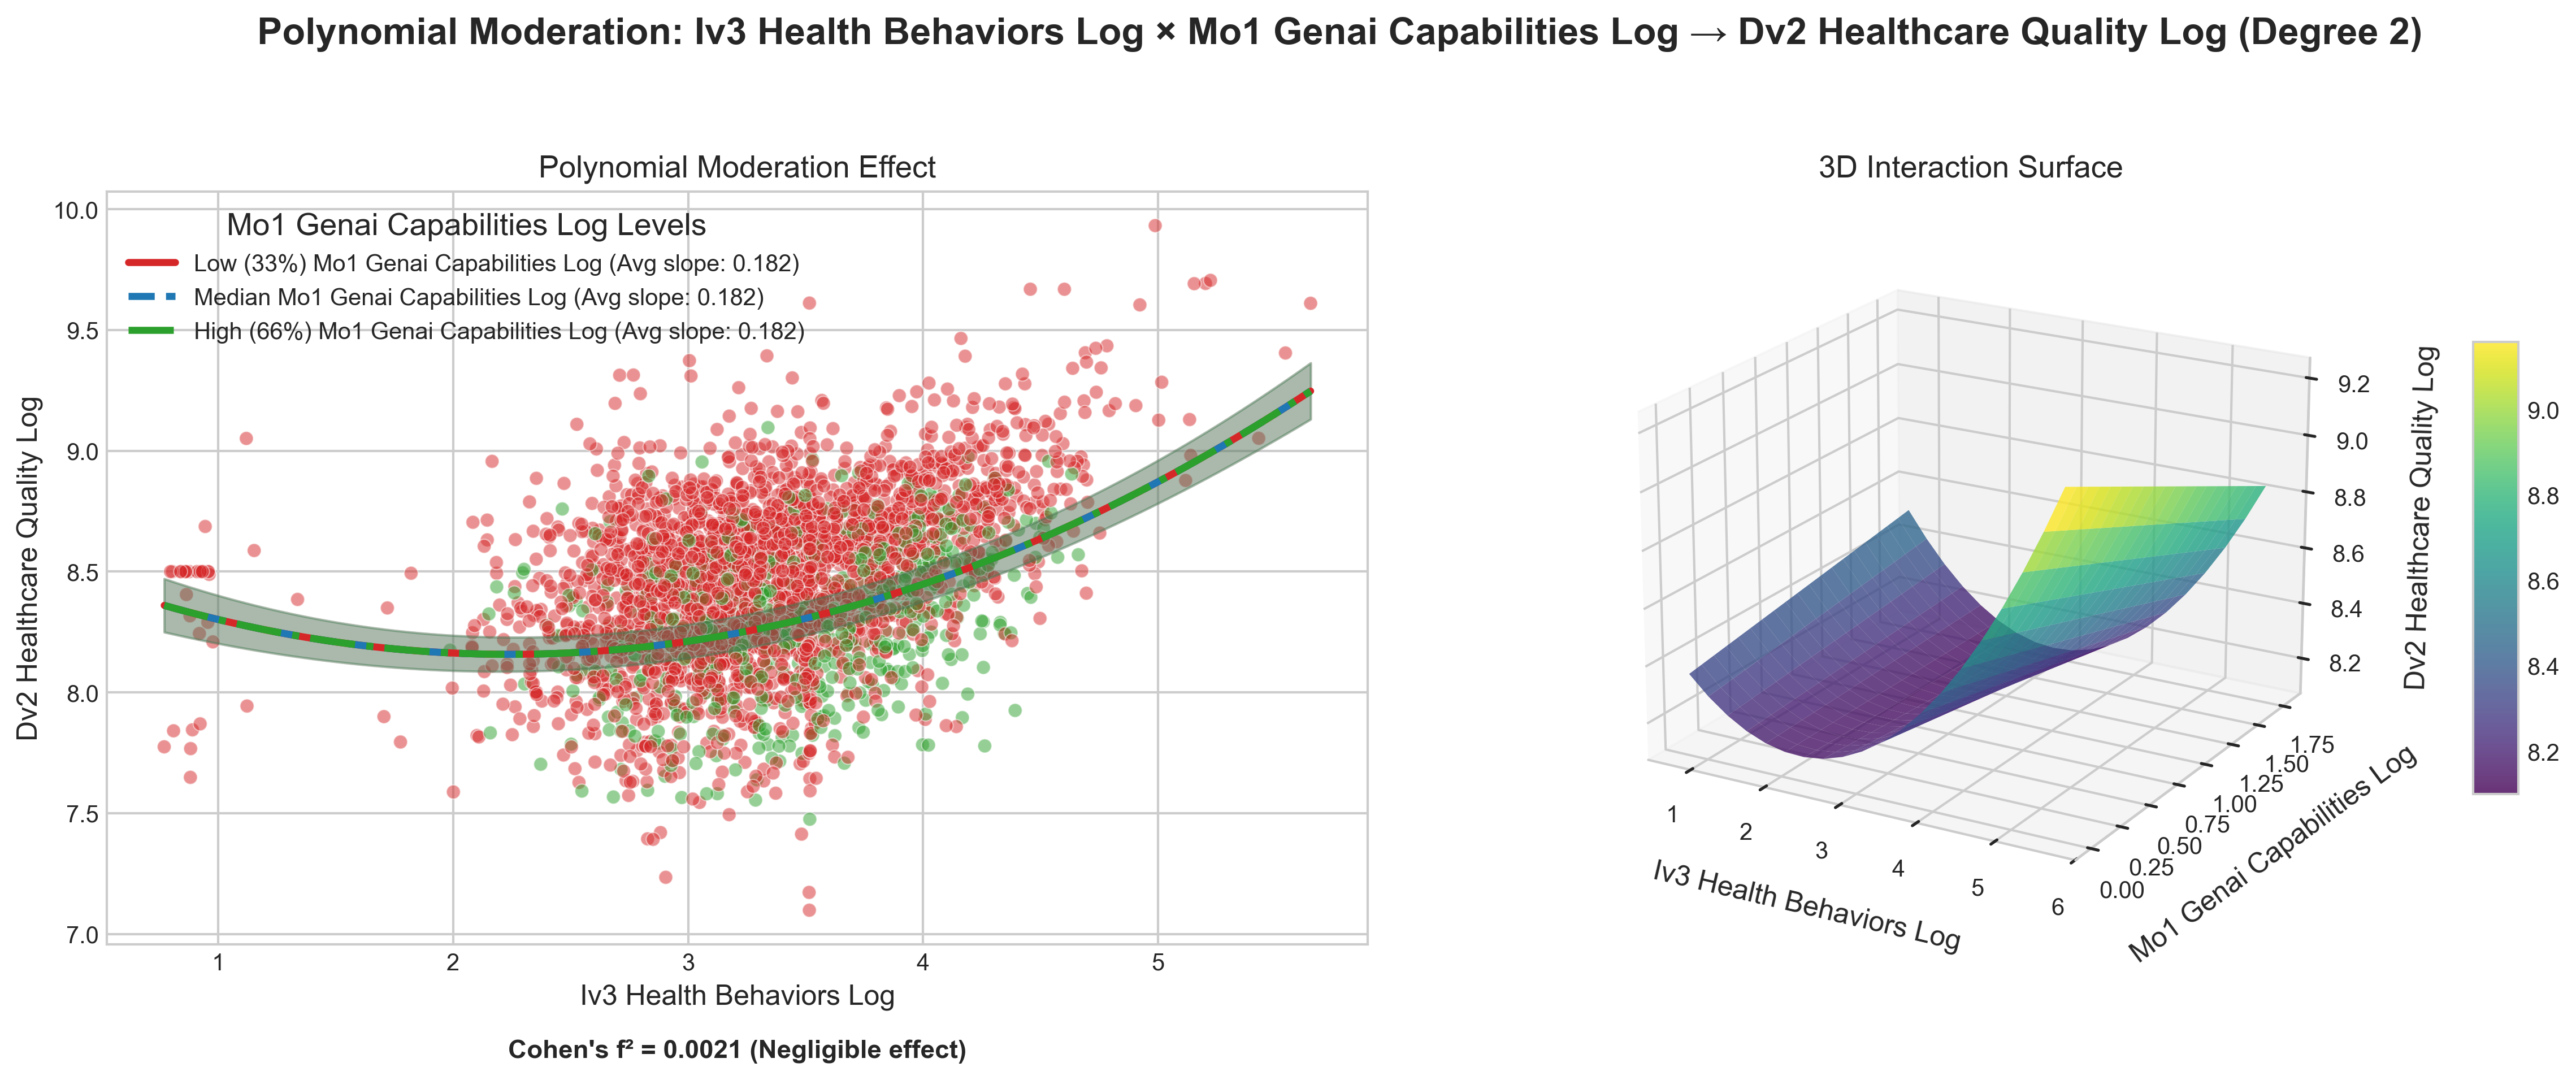 Polynomial Moderation: Iv3 Health Behaviors Log × Mo1 Genai Capabilities Log → Dv2 Healthcare Quality Log (Degree 2)
Polynomial Moderation Effect
Mo1 Genai Capabilities Log Levels
Low (33%) Mo1 Genai Capabilities Log (Avg slope: 0.182)
Median Mo1 Genai Capabilities Log (Avg slope: 0.182)
High (66%) Mo1 Genai Capabilities Log (Avg slope: 0.182)
10.0
9.5
9.0
8.5
8.0
7.5
7.0
Dv2 Healthcare Quality Log
1 2 3 4 5
Iv3 Health Behaviors Log
Cohen's f² = 0.0021 (Negligible effect)
3D Interaction Surface
9.2
9.0
8.8
8.6
8.4
8.2
Dv2 Healthcare Quality Log
1 2 3 4 5 6
Iv3 Health Behaviors Log
0.00 0.25 0.50 0.75 1.00 1.25 1.50 1.75
Mo1 Genai Capabilities Log
9.0
8.8
8.6
8.4
8.2